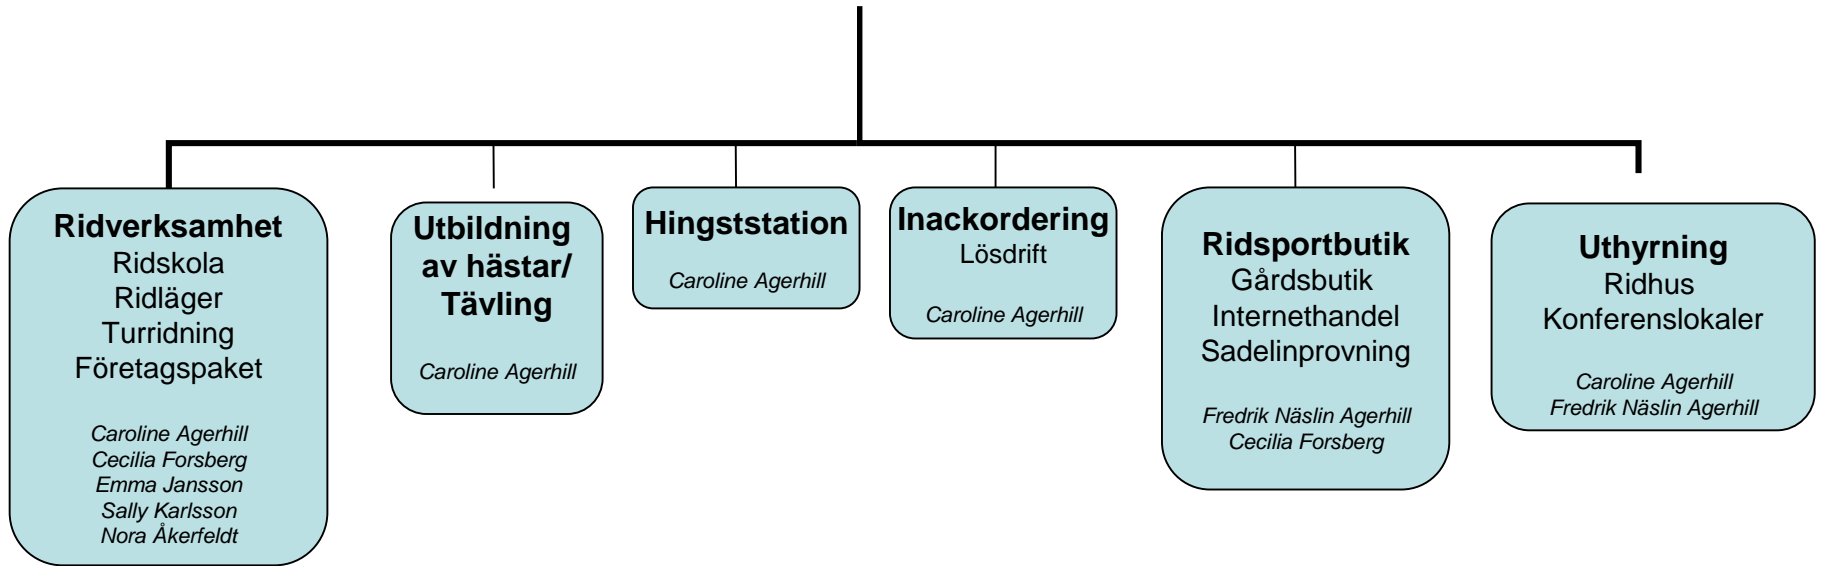 Ridverksamhet
Ridskola
Ridläger
Turridning
Företagspaket
Caroline Agerhill
Cecilia Forsberg
Emma Jansson
Sally Karlsson
Nora Åkerfeldt
Utbildning
av hästar/
Tävling
Caroline Agerhill
Hingststation
Caroline Agerhill
Inackordering
Lösdrift
Caroline Agerhill
Ridsportbutik
Gårdsbutik
Internethandel
Sadelinprovning
Fredrik Näslin Agerhill
Cecilia Forsberg
Uthyrning
Ridhus
Konferenslokaler
Caroline Agerhill
Fredrik Näslin Agerhill